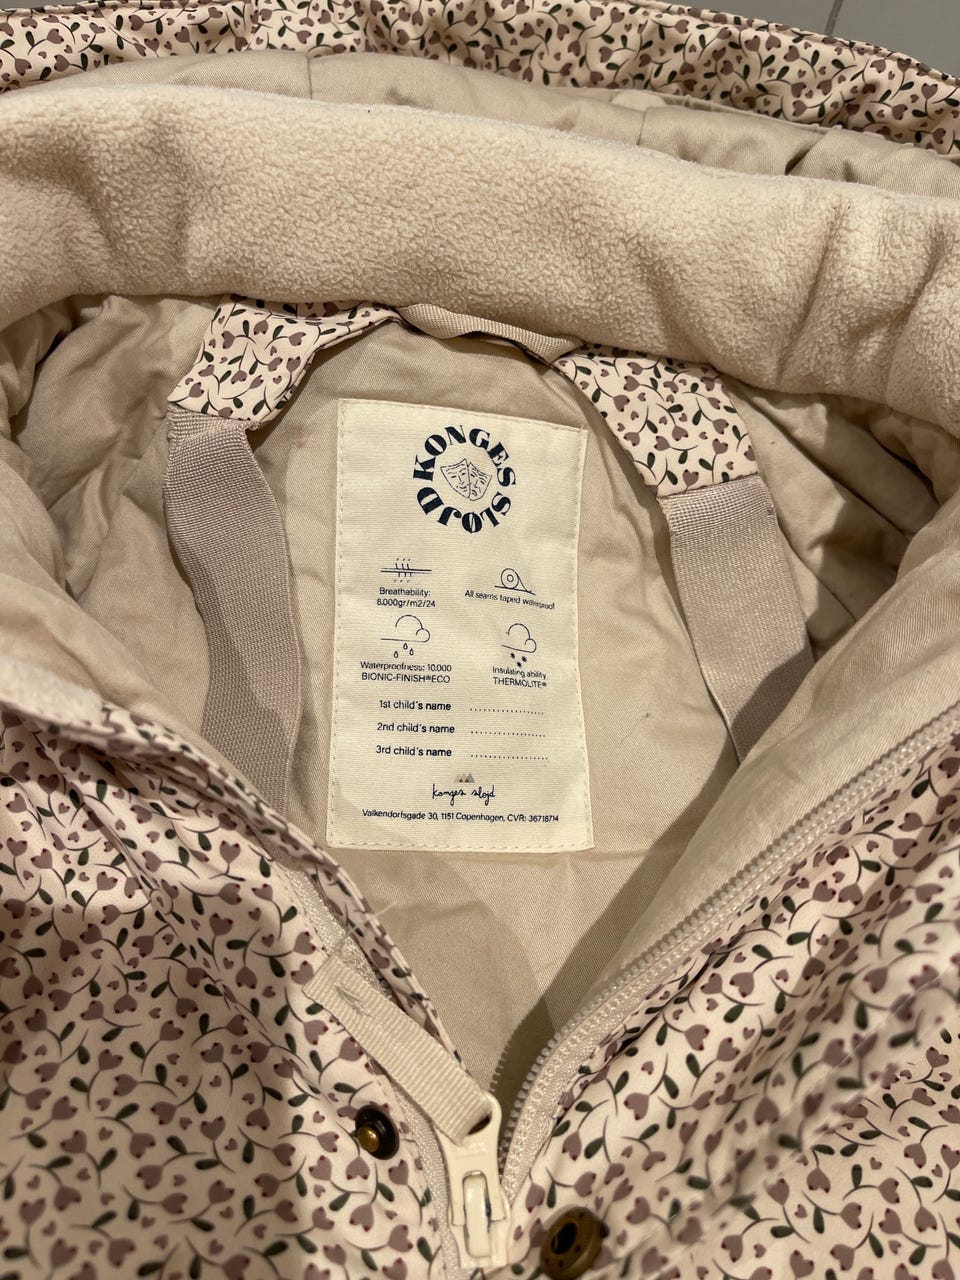 KONGES SLØJD
Breathability:
8.000gr/m2/24
All seams taped waterproof
Waterproofness: 10.000
BIONIC-FINISH®ECO
Insulating ability
THERMOLITE®
1st child's name ....................
2nd child's name ....................
3rd child's name ....................
konges sløjd
Valkendorfsgade 30, 1151 Copenhagen, CVR: 36718714